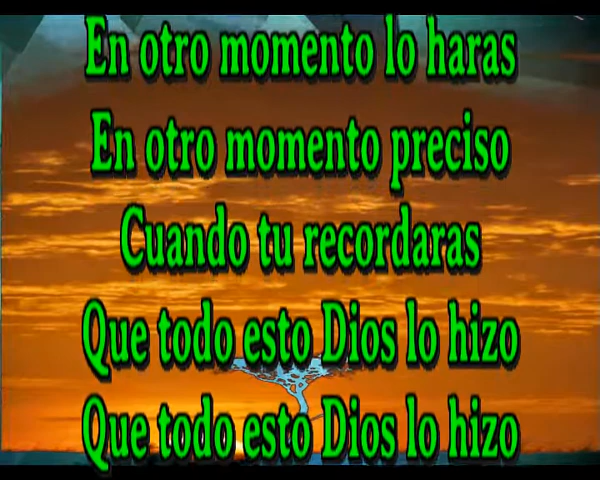 En otro momento lo haras
En otro momento preciso
Cuando tu recordaras
Que todo esto Dios lo hizo
Que todo esto Dios lo hizo